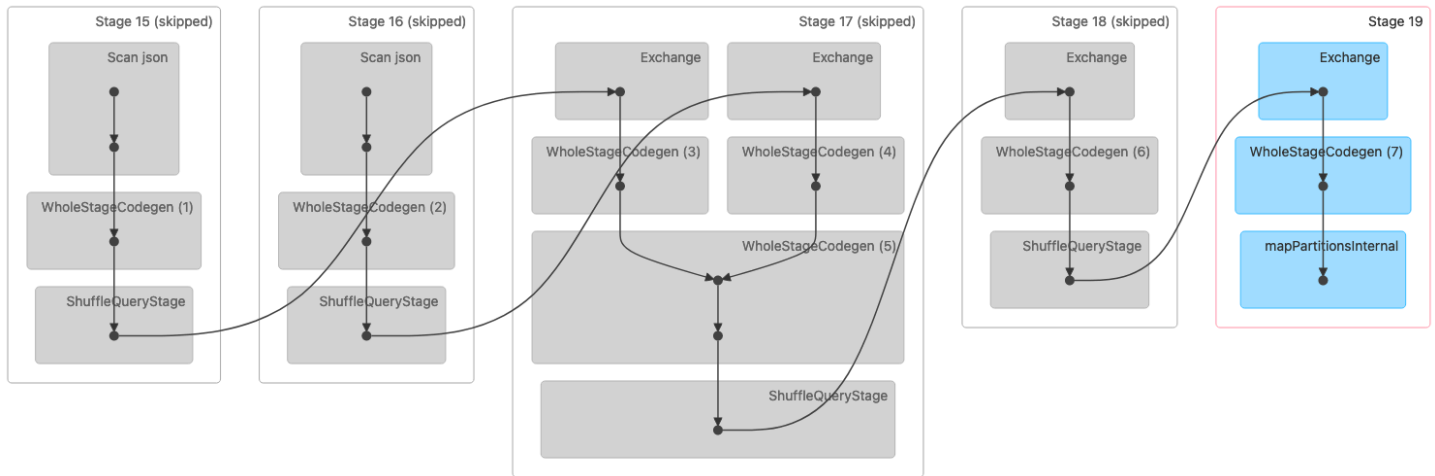 Stage 15 (skipped)
Scan json
WholeStageCodegen (1)
ShuffleQueryStage
Stage 16 (skipped)
Scan json
WholeStageCodegen (2)
ShuffleQueryStage
Stage 17 (skipped)
Exchange
Exchange
WholeStageCodegen (3)
WholeStageCodegen (4)
WholeStageCodegen (5)
ShuffleQueryStage
Stage 18 (skipped)
Exchange
WholeStageCodegen (6)
ShuffleQueryStage
Stage 19
Exchange
WholeStageCodegen (7)
mapPartitionsInternal